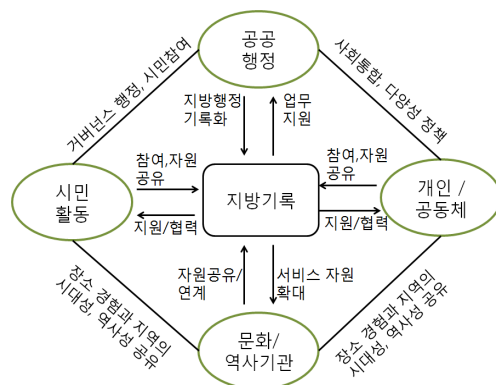 공공
행정
거버넌스 행정, 시민참여
사회통합, 다양성 정책
지방행정
기록화
업무
지원
참여,자원
공유
참여,자원
공유
시민
활동
지방기록
개인 /
공동체
지원/협력
지원/협력
자원공유/
연계
서비스 자원
확대
장소 경험과 지역의
시대성, 역사성 공유
장소 경험과 지역의
시대성, 역사성 공유
문화/
역사기관